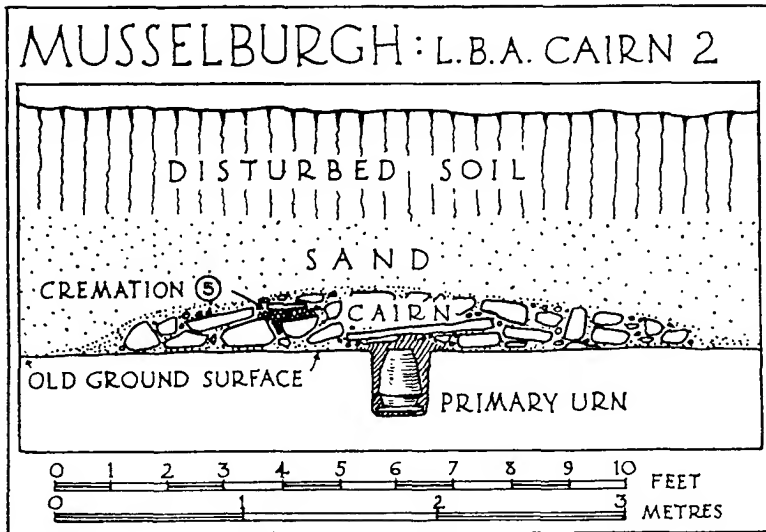 MUSSELBURGH: L.B.A. CAIRN 2
DISTURBED SOIL
SAND
CREMATION 5
CAIRN
OLD GROUND SURFACE
PRIMARY URN
0 1 2 3 4 5 6 7 8 9 10 FEET
0 1 2 3 METRES